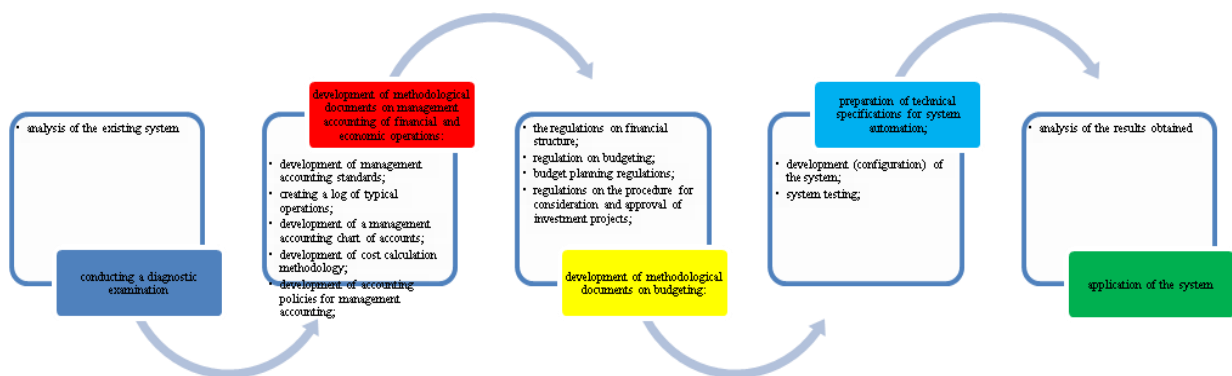 • analysis of the existing system
conducting a diagnostic
examination
development of methodological
documents on management
accounting of financial and
economic operations:
• development of management
accounting standards;
• creating a log of typical
operations;
• development of a management
accounting chart of accounts;
• development of cost calculation
methodology;
• development of accounting
policies for management
accounting;
• the regulations on financial
structure;
• regulation on budgeting;
• budget planning regulations;
• regulations on the procedure for
consideration and approval of
investment projects;
development of methodological
documents on budgeting:
preparation of technical
specifications for system
automation;
• development (configuration) of
the system;
• system testing;
• analysis of the results obtained
application of the system